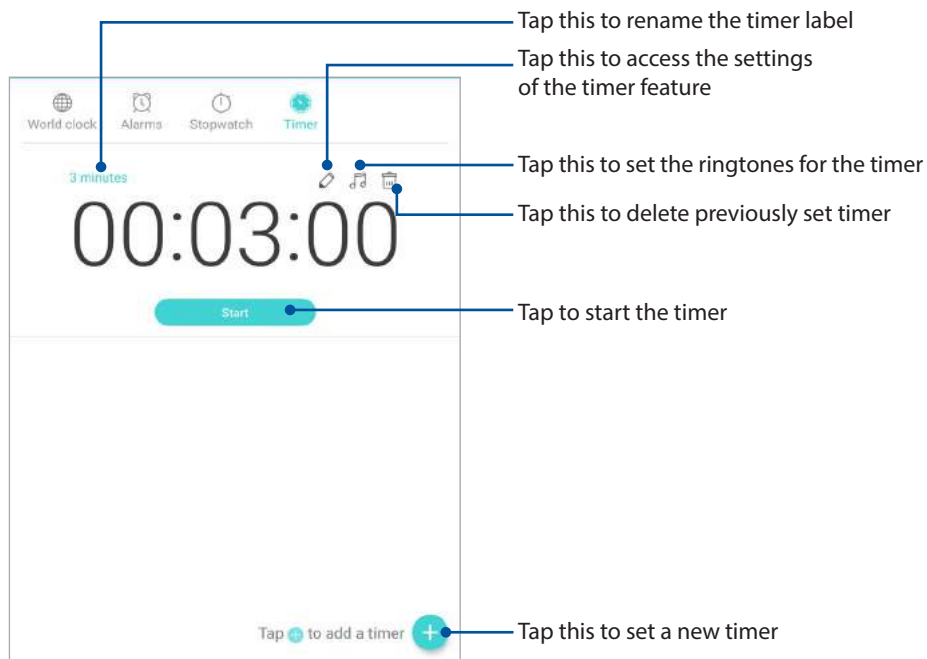 Tap this to rename the timer label
Tap this to access the settings
of the timer feature
World clock Alarms Stopwatch Timer
3 minutes
Tap this to set the ringtones for the timer
Tap this to delete previously set timer
00:03:00
Start
Tap to start the timer
Tap + to add a timer +
Tap this to set a new timer